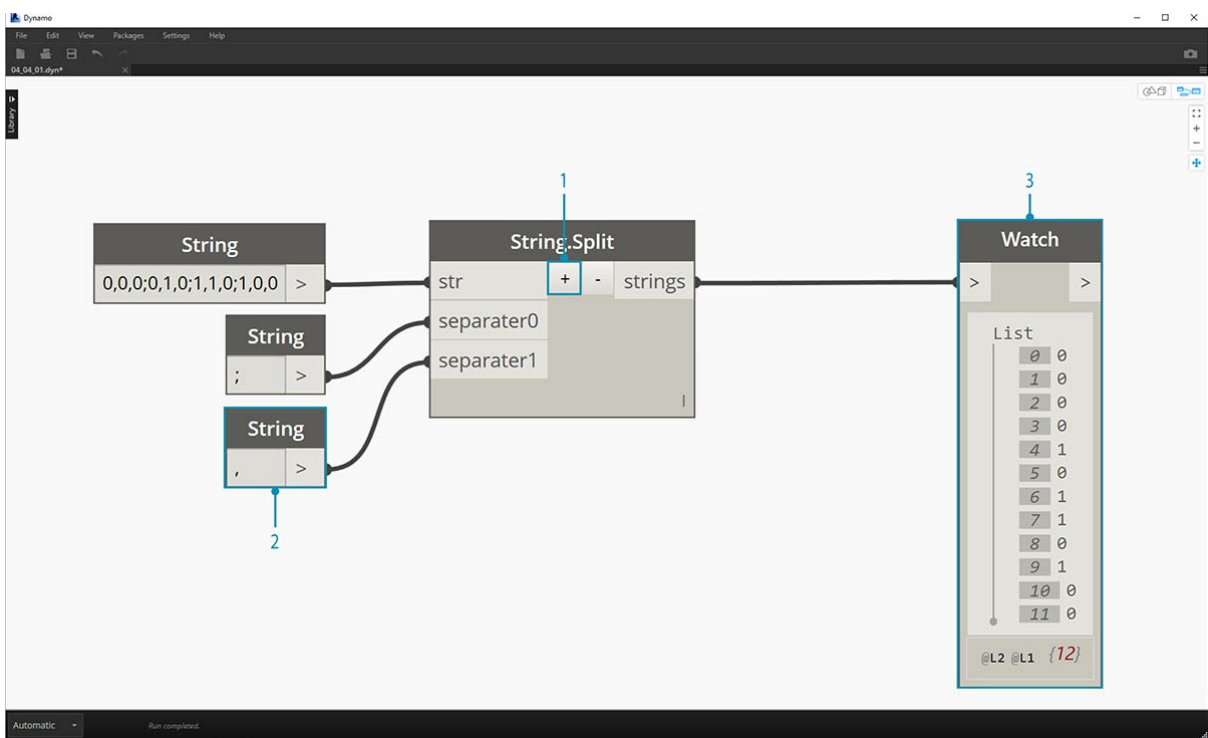 Dynamo
File Edit View Packages Settings Help
04_04_01.dyn*
Library
1
3
String
0,0,0;0,1,0;1,1,0;1,0,0 >
String
; >
String
, >
2
String.Split
str + - strings
separater0
separater1
l
Watch
> >
List
0 0
1 0
2 0
3 0
4 1
5 0
6 1
7 1
8 0
9 1
10 0
11 0
@L2 @L1 {12}
Automatic Run completed.